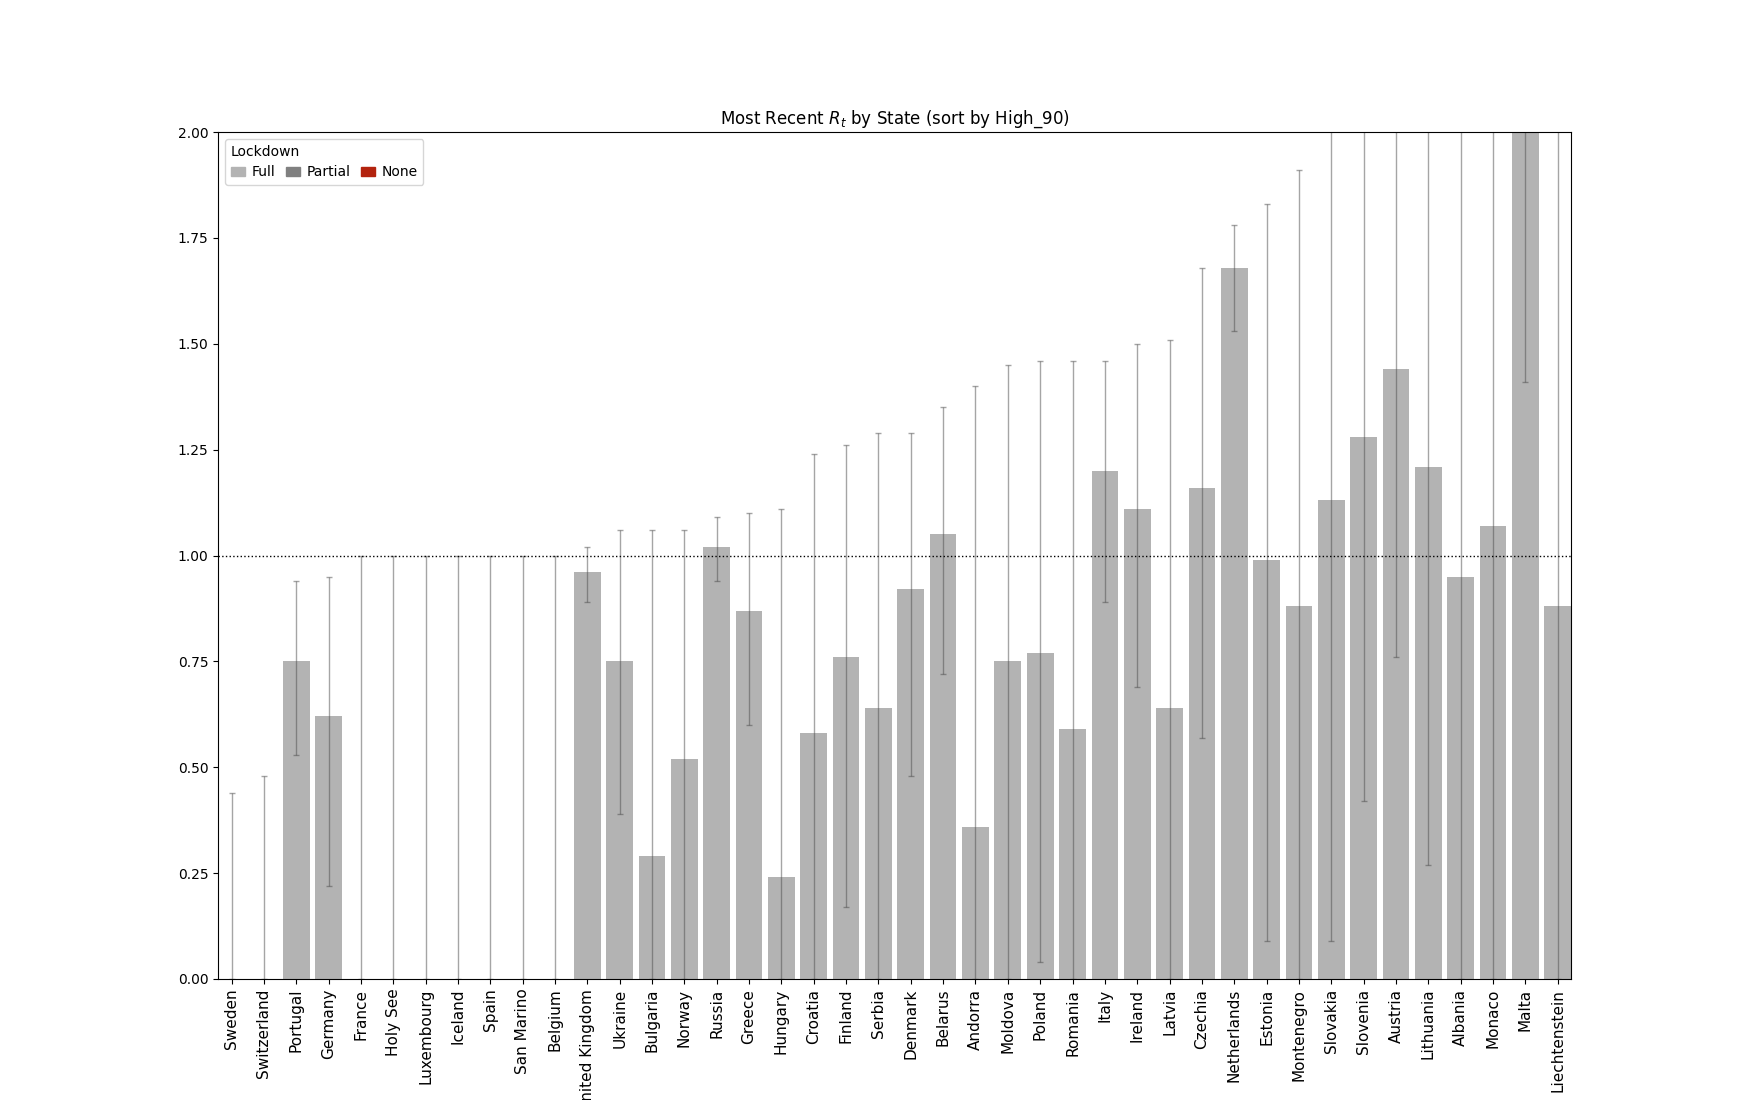 Most Recent R_t by State (sort by High_90)
Lockdown
Full Partial None
2.00
1.75
1.50
1.25
1.00
0.75
0.50
0.25
0.00
Sweden
Switzerland
Portugal
Germany
France
Holy See
Luxembourg
Iceland
Spain
San Marino
Belgium
nited Kingdom
Ukraine
Bulgaria
Norway
Russia
Greece
Hungary
Croatia
Finland
Serbia
Denmark
Belarus
Andorra
Moldova
Poland
Romania
Italy
Ireland
Latvia
Czechia
Netherlands
Estonia
Montenegro
Slovakia
Slovenia
Austria
Lithuania
Albania
Monaco
Malta
Liechtenstein